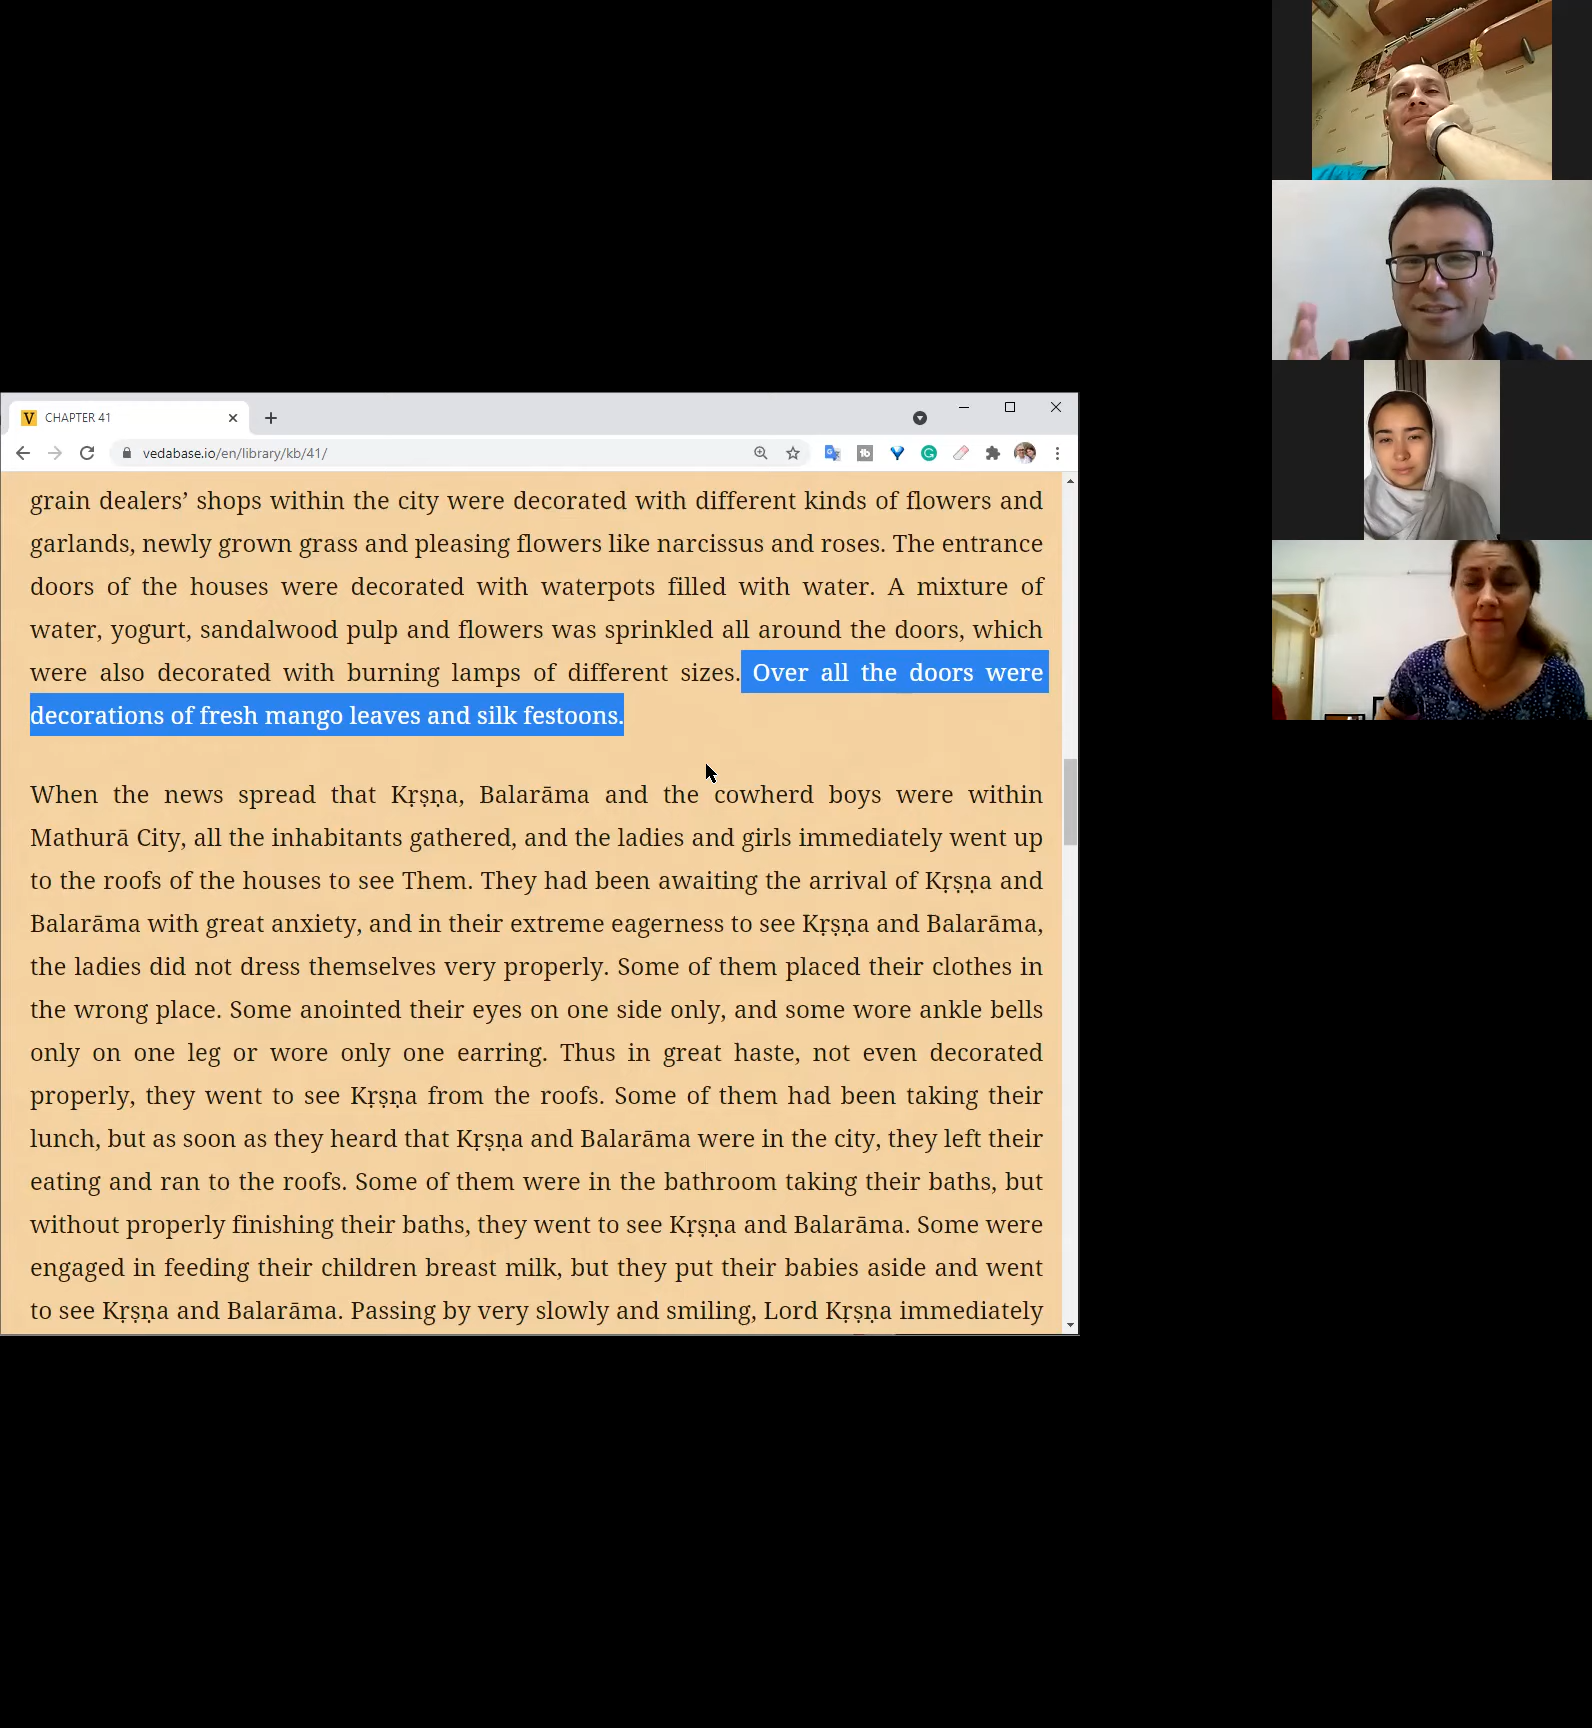 CHAPTER 41
vedabase.io/en/library/kb/41/
grain dealers’ shops within the city were decorated with different kinds of flowers and
garlands, newly grown grass and pleasing flowers like narcissus and roses. The entrance
doors of the houses were decorated with waterpots filled with water. A mixture of
water, yogurt, sandalwood pulp and flowers was sprinkled all around the doors, which
were also decorated with burning lamps of different sizes. Over all the doors were
decorations of fresh mango leaves and silk festoons.
When the news spread that Kṛṣṇa, Balarāma and the cowherd boys were within
Mathurā City, all the inhabitants gathered, and the ladies and girls immediately went up
to the roofs of the houses to see Them. They had been awaiting the arrival of Kṛṣṇa and
Balarāma with great anxiety, and in their extreme eagerness to see Kṛṣṇa and Balarāma,
the ladies did not dress themselves very properly. Some of them placed their clothes in
the wrong place. Some anointed their eyes on one side only, and some wore ankle bells
only on one leg or wore only one earring. Thus in great haste, not even decorated
properly, they went to see Kṛṣṇa from the roofs. Some of them had been taking their
lunch, but as soon as they heard that Kṛṣṇa and Balarāma were in the city, they left their
eating and ran to the roofs. Some of them were in the bathroom taking their baths, but
without properly finishing their baths, they went to see Kṛṣṇa and Balarāma. Some were
engaged in feeding their children breast milk, but they put their babies aside and went
to see Kṛṣṇa and Balarāma. Passing by very slowly and smiling, Lord Kṛṣṇa immediately